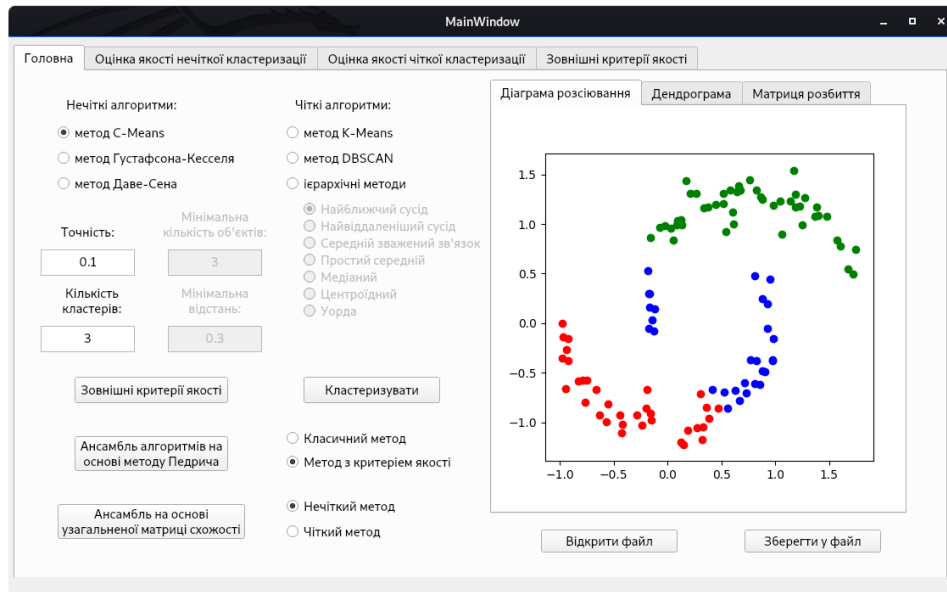 MainWindow
Головна
Оцінка якості нечіткої кластеризації
Оцінка якості чіткої кластеризації
Зовнішні критерії якості
Нечіткі алгоритми:
метод C-Means
метод Густафсона-Кесселя
метод Даве-Сена
Точність:
0.1
Мінімальна
кількість об'єктів:
3
Кількість
кластерів:
3
Мінімальна
відстань:
0.3
Чіткі алгоритми:
метод K-Means
метод DBSCAN
ієрархічні методи
Найближчий сусід
Найвіддаленіший сусід
Середній зважений зв'язок
Простий середній
Медіаний
Центроїдний
Уорда
Зовнішні критерії якості
Кластеризувати
Ансамбль алгоритмів на
основі методу Педрича
Класичний метод
Метод з критерієм якості
Ансамбль на основі
узагальненої матриці схожості
Нечіткий метод
Чіткий метод
Діаграма розсіювання
Дендрограма
Матриця розбиття
1.5
1.0
0.5
0.0
−0.5
−1.0
−1.0 −0.5 0.0 0.5 1.0 1.5
Відкрити файл
Зберегти у файл